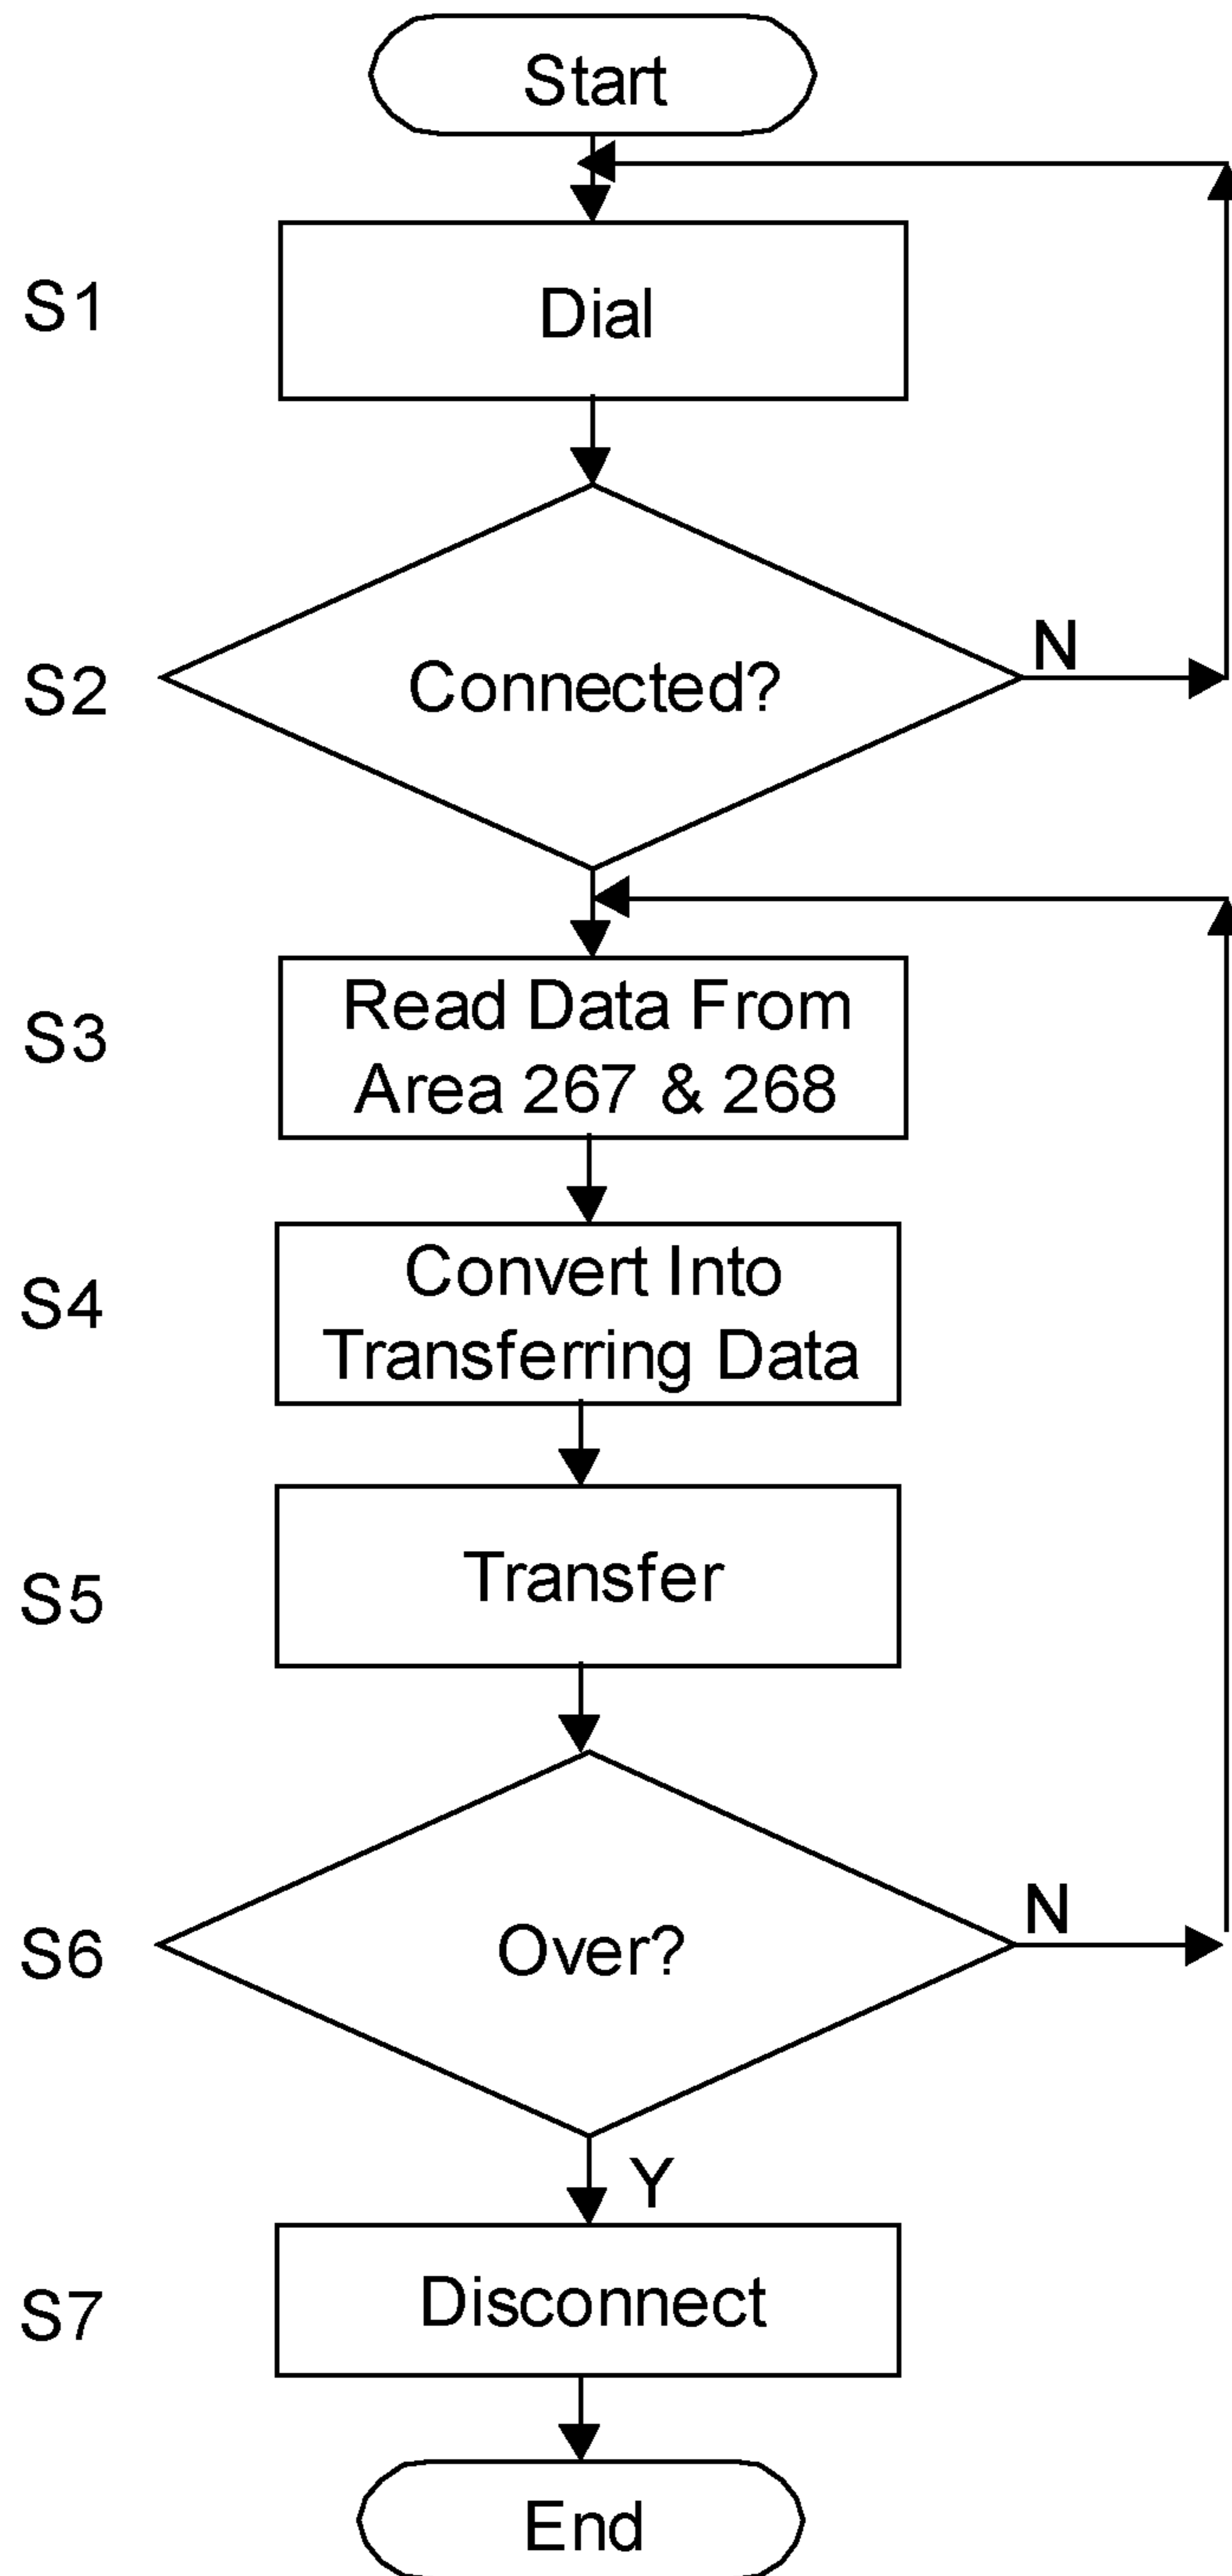 Start
S1
Dial
S2
Connected?
N
S3
Read Data From
Area 267 & 268
S4
Convert Into
Transferring Data
S5
Transfer
S6
Over?
N
Y
S7
Disconnect
End